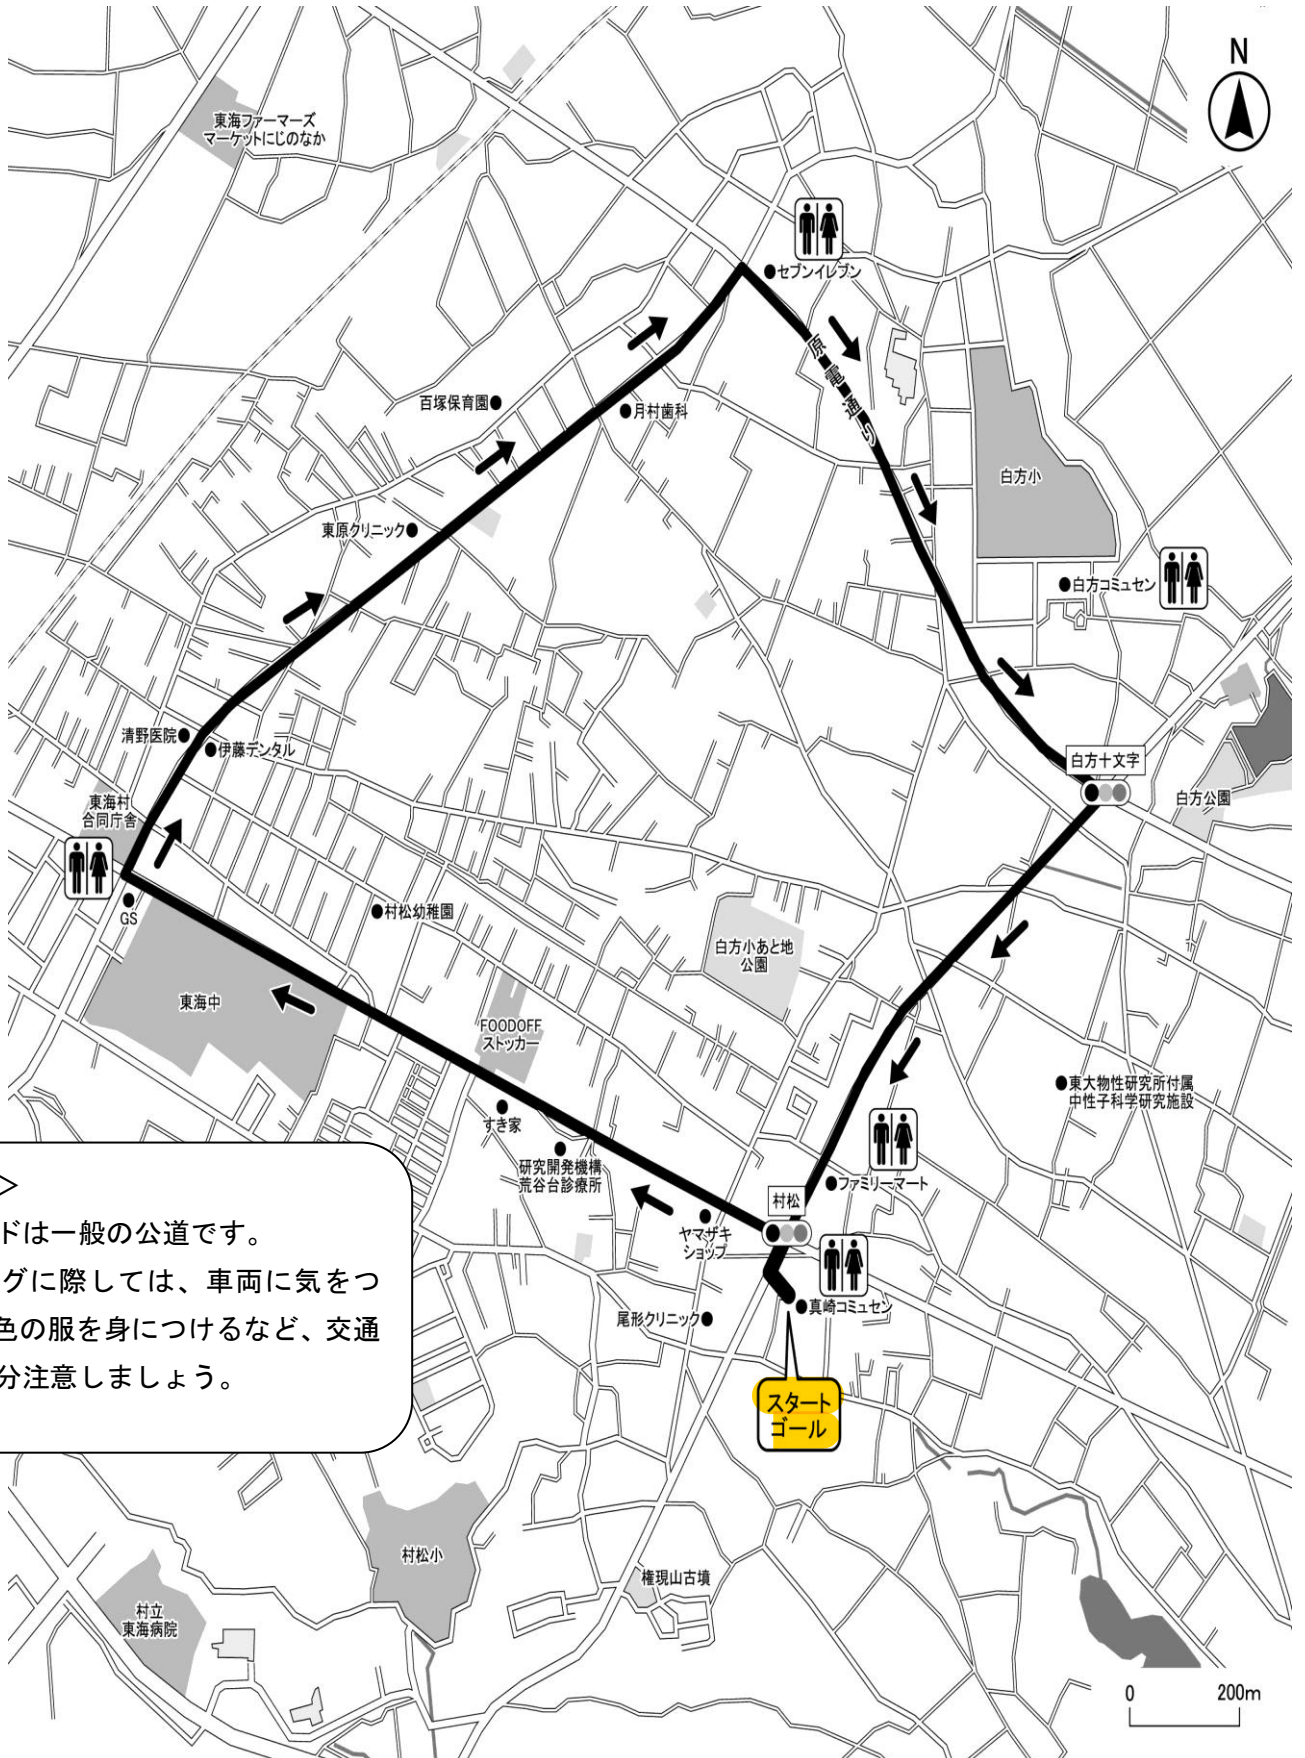 N
東海ファーマーズ
マーケットにじのなか
セブンイレブン
原電通り
百塚保育園
月村歯科
白方小
東原クリニック
白方コミュセン
清野医院
伊藤デンタル
白方十文字
白方公園
東海村
合同庁舎
GS
村松幼稚園
白方小あと地
公園
東海中
FOODOFF
ストッカー
東大物性研究所付属
中性子科学研究施設
すき家
研究開発機構
荒谷台診療所
ファミリーマート
村松
ヤマザキ
ショップ
真崎コミュセン
尾形クリニック
スタート
ゴール
＞
ドは一般の公道です。
グに際しては、車両に気をつ
色の服を身につけるなど、交通
分注意しましょう。
村松小
権現山古墳
村立
東海病院
0 200m